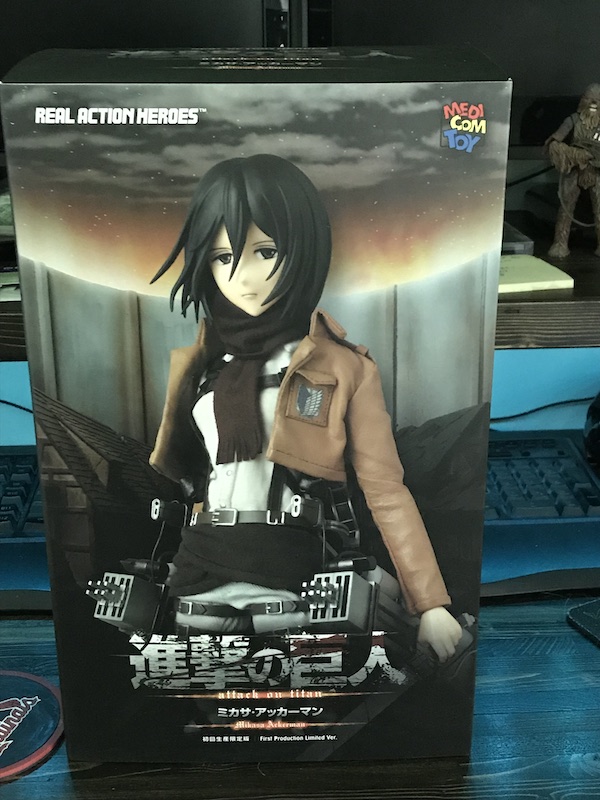 REAL ACTION HEROES™
MEDI
COM
TOY
進撃の巨人
attack on titan
ミカサ・アッカーマン
Mikasa Ackerman
初回生産限定版 First Production Limited Ver.